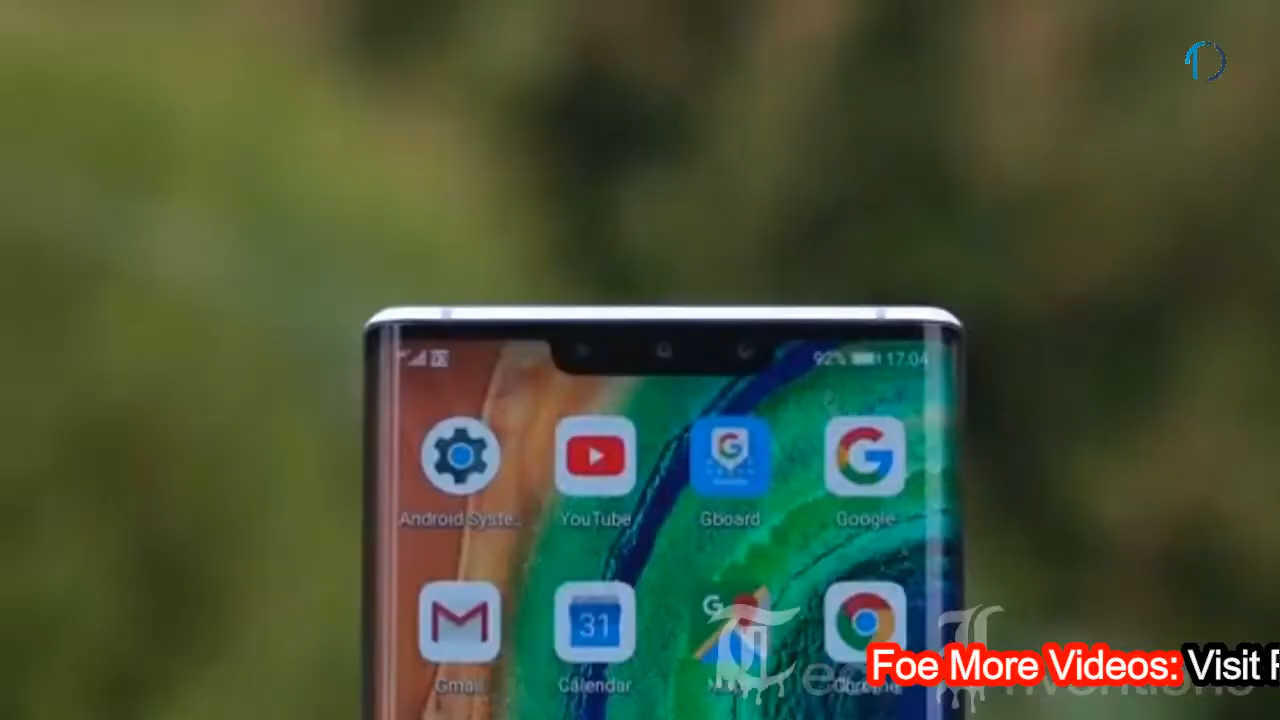 92% 17:04
Android Syste..
YouTube
Gboard
Google
31
Gmail
Calendar
Chrome
Foe More Videos: Visit